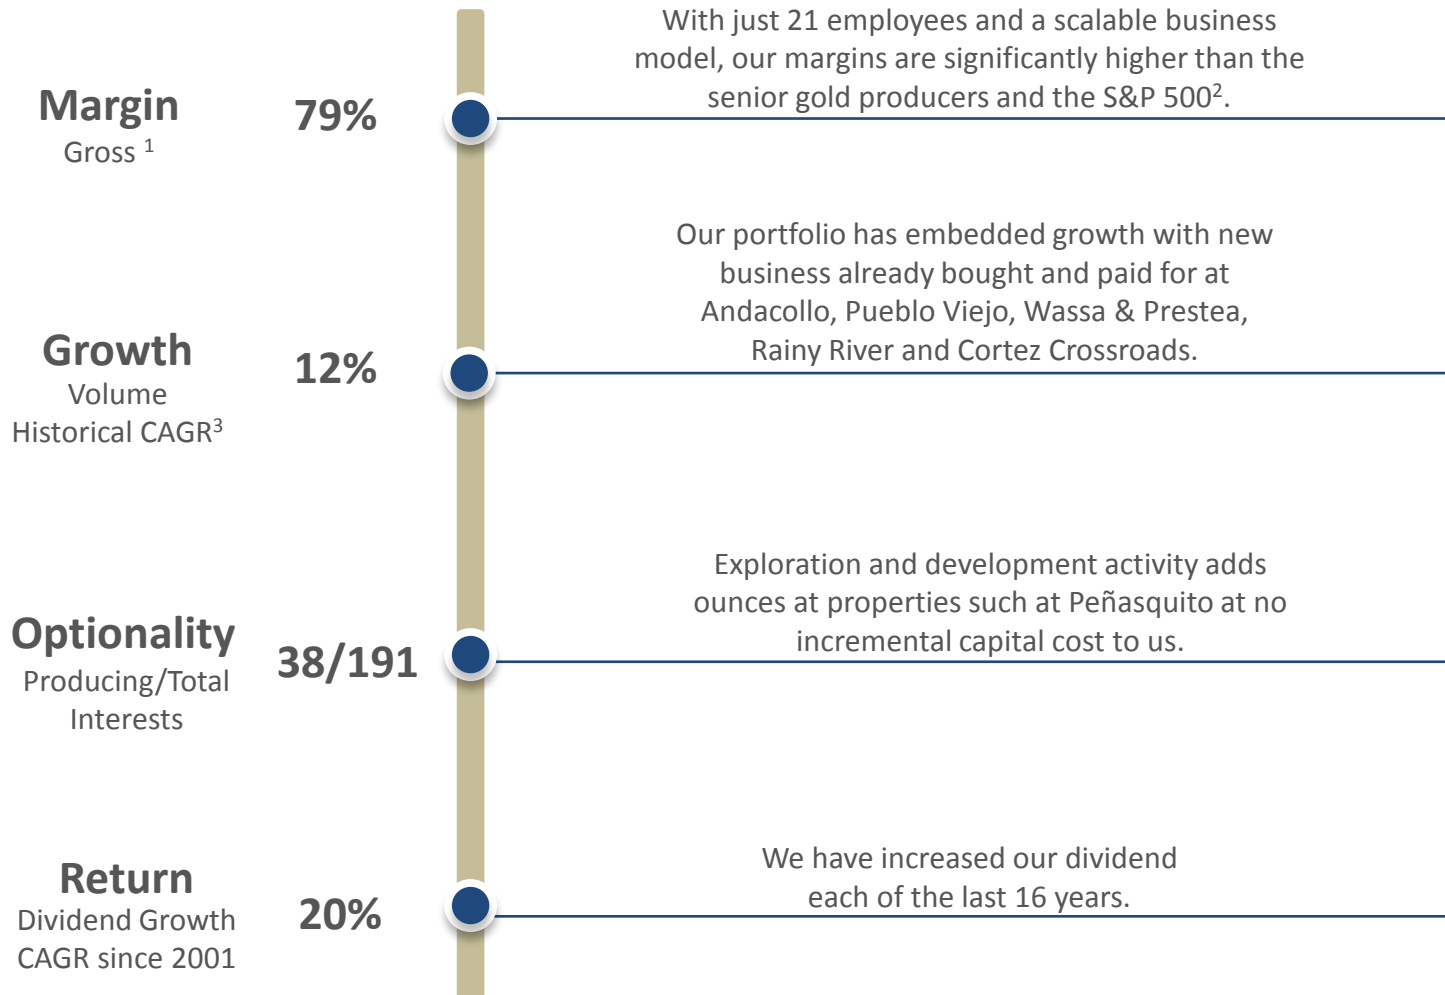 Margin
Gross 1
79%
With just 21 employees and a scalable business
model, our margins are significantly higher than the
senior gold producers and the S&P 5002.
Growth
Volume
Historical CAGR3
12%
Our portfolio has embedded growth with new
business already bought and paid for at
Andacollo, Pueblo Viejo, Wassa & Prestea,
Rainy River and Cortez Crossroads.
Optionality
Producing/Total
Interests
38/191
Exploration and development activity adds
ounces at properties such at Peñasquito at no
incremental capital cost to us.
Return
Dividend Growth
CAGR since 2001
20%
We have increased our dividend
each of the last 16 years.